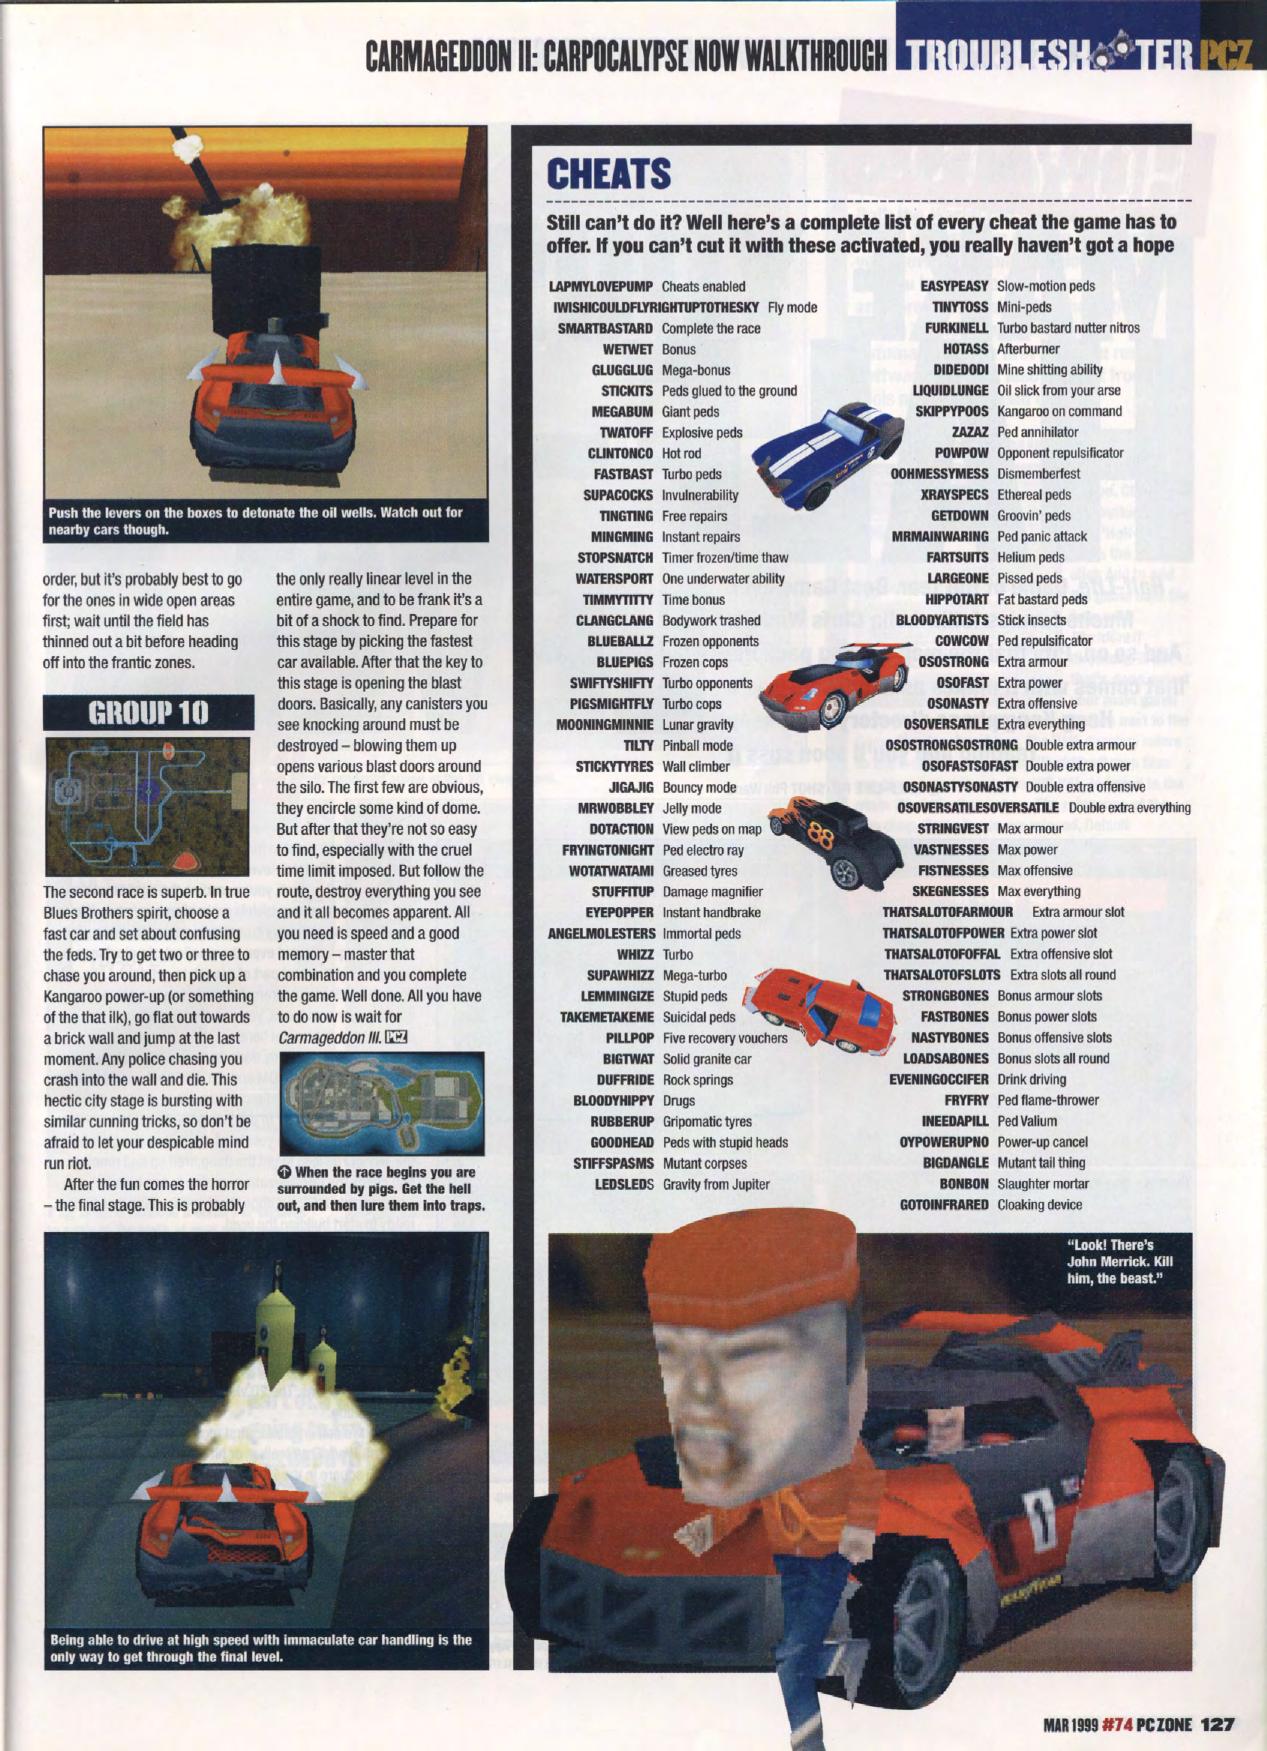 CARMAGEDDON II: CARPOCALYPSE NOW WALKTHROUGH TROUBLESHOOTER PCZ
Push the levers on the boxes to detonate the oil wells. Watch out for
nearby cars though.
order, but it's probably best to go
for the ones in wide open areas
first; wait until the field has
thinned out a bit before heading
off into the frantic zones.
GROUP 10
The second race is superb. In true
Blues Brothers spirit, choose a
fast car and set about confusing
the feds. Try to get two or three to
chase you around, then pick up a
Kangaroo power-up (or something
of the that ilk), go flat out towards
a brick wall and jump at the last
moment. Any police chasing you
crash into the wall and die. This
hectic city stage is bursting with
similar cunning tricks, so don't be
afraid to let your despicable mind
run riot.
After the fun comes the horror
– the final stage. This is probably
the only really linear level in the
entire game, and to be frank it's a
bit of a shock to find. Prepare for
this stage by picking the fastest
car available. After that the key to
this stage is opening the blast
doors. Basically, any canisters you
see knocking around must be
destroyed – blowing them up
opens various blast doors around
the silo. The first few are obvious,
they encircle some kind of dome.
But after that they're not so easy
to find, especially with the cruel
time limit imposed. But follow the
route, destroy everything you see
and it all becomes apparent. All
you need is speed and a good
memory – master that
combination and you complete
the game. Well done. All you have
to do now is wait for
Carmageddon III. PCZ
When the race begins you are
surrounded by pigs. Get the hell
out, and then lure them into traps.
Being able to drive at high speed with immaculate car handling is the
only way to get through the final level.
CHEATS
Still can't do it? Well here's a complete list of every cheat the game has to
offer. If you can't cut it with these activated, you really haven't got a hope
LAPMYLOVEPUMP Cheats enabled
IWISHICOULDFLYRIGHTUPTOTHESKY Fly mode
SMARTBASTARD Complete the race
WETWET Bonus
GLUGGLUG Mega-bonus
STICKITS Peds glued to the ground
MEGABUM Giant peds
TWATOFF Explosive peds
CLINTONCO Hot rod
FASTBAST Turbo peds
SUPACOCKS Invulnerability
TINGTING Free repairs
MINGMING Instant repairs
STOPSNATCH Timer frozen/time thaw
WATERSPORT One underwater ability
TIMMYTITTY Time bonus
CLANGCLANG Bodywork trashed
BLUEBALLZ Frozen opponents
BLUEPIGS Frozen cops
SWIFTYSHIFTY Turbo opponents
PIGSMIGHTFLY Turbo cops
MOONINGMINNIE Lunar gravity
TILTY Pinball mode
STICKYTYRES Wall climber
JIGAJIG Bouncy mode
MRWOBBLEY Jelly mode
DOTACTION View peds on map
FRYINGTONIGHT Ped electro ray
WOTATWATAMI Greased tyres
STUFFITUP Damage magnifier
EYEPOPPER Instant handbrake
ANGELMOLESTERS Immortal peds
WHIZZ Turbo
SUPAWHIZZ Mega-turbo
LEMMINGIZE Stupid peds
TAKEMETAKEME Suicidal peds
PILLPOP Five recovery vouchers
BIGTWAT Solid granite car
DUFFRIDE Rock springs
BLOODYHIPPY Drugs
RUBBERUP Gripomatic tyres
GOODHEAD Peds with stupid heads
STIFFSPASMS Mutant corpses
LEDSLEDS Gravity from Jupiter
EASYPEASY Slow-motion peds
TINYTOSS Mini-peds
FURKINELL Turbo bastard nutter nitros
HOTASS Afterburner
DIDEDODI Mine shitting ability
LIQUIDLUNGE Oil slick from your arse
SKIPPYPOOS Kangaroo on command
ZAZAZ Ped annihilator
POWPOW Opponent repulsificator
OOHMESSYMESS Dismemberfest
XRAYSPECS Ethereal peds
GETDOWN Groovin' peds
MRMAINWARING Ped panic attack
FARTSUITS Helium peds
LARGEONE Pissed peds
HIPPOTART Fat bastard peds
BLOODYARTISTS Stick insects
COWCOW Ped repulsificator
OSOSTRONG Extra armour
OSOFAST Extra power
OSONASTY Extra offensive
OSOVERSATILE Extra everything
OSOSTRONGSOSTRONG Double extra armour
OSOFASTSOFAST Double extra power
OSONASTYSONASTY Double extra offensive
OSOVERSATILESOVERSATILE Double extra everything
STRINGVEST Max armour
VASTNESSES Max power
FISTNESSES Max offensive
SKEGNESSES Max everything
THATSALOTOFARMOUR Extra armour slot
THATSALOTOFPOWER Extra power slot
THATSALOTOFOFFAL Extra offensive slot
THATSALOTOFSLOTS Extra slots all round
STRONGBONES Bonus armour slots
FASTBONES Bonus power slots
NASTYBONES Bonus offensive slots
LOADSABONES Bonus slots all round
EVENINGOCCIFER Drink driving
FRYFRY Ped flame-thrower
INEEDAPILL Ped Valium
OYPOWERUPNO Power-up cancel
BIGDANGLE Mutant tail thing
BONBON Slaughter mortar
GOTOINFRARED Cloaking device
"Look! There's
John Merrick. Kill
him, the beast."
MAR 1999 #74 PC ZONE 127